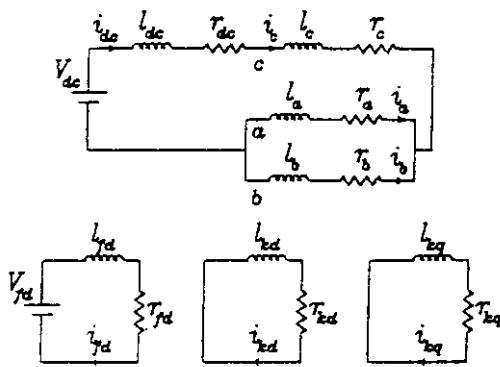 i_dc l_dc r_dc i_c l_c r_c
c
V_dc
l_a r_a i_a
a
l_b r_b i_b
b
l_fd l_kd l_kq
V_fd r_fd r_kd r_kq
i_fd i_kd i_kq